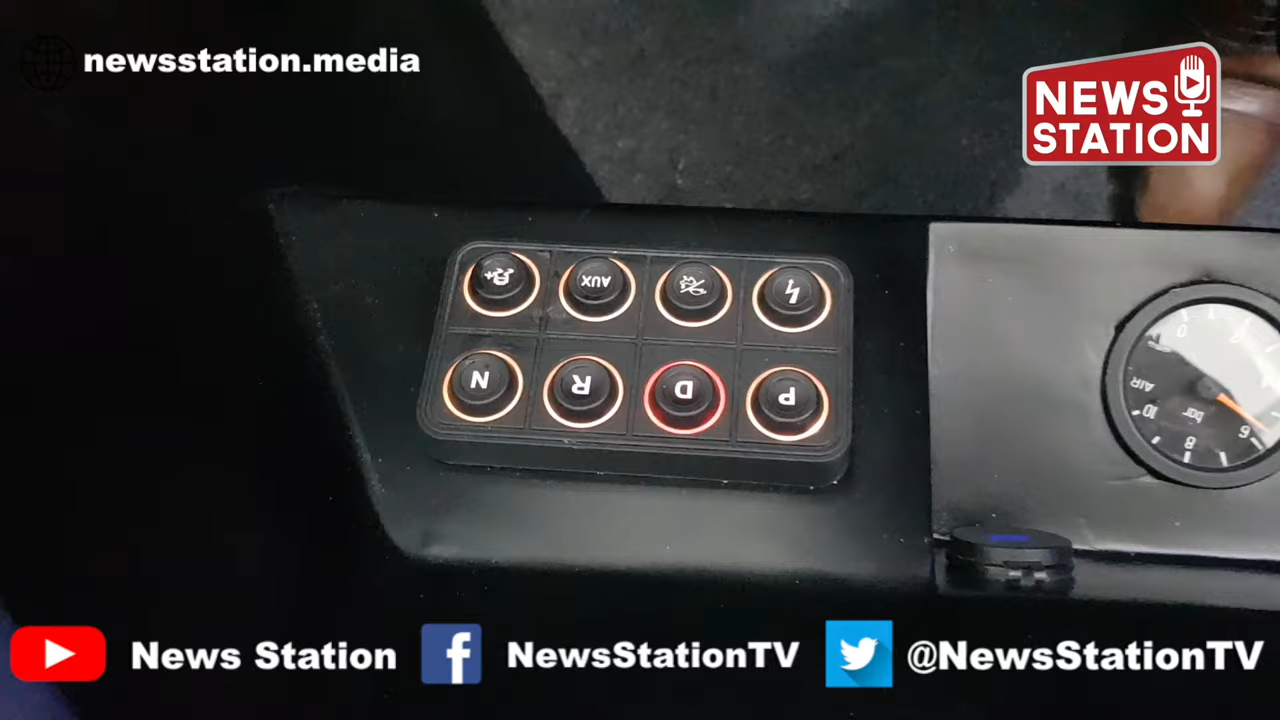 newsstation.media
NEWS
STATION
AUX
N
R
D
P
0
AIR
10
bar
8
6
News Station
NewsStationTV
@NewsStationTV